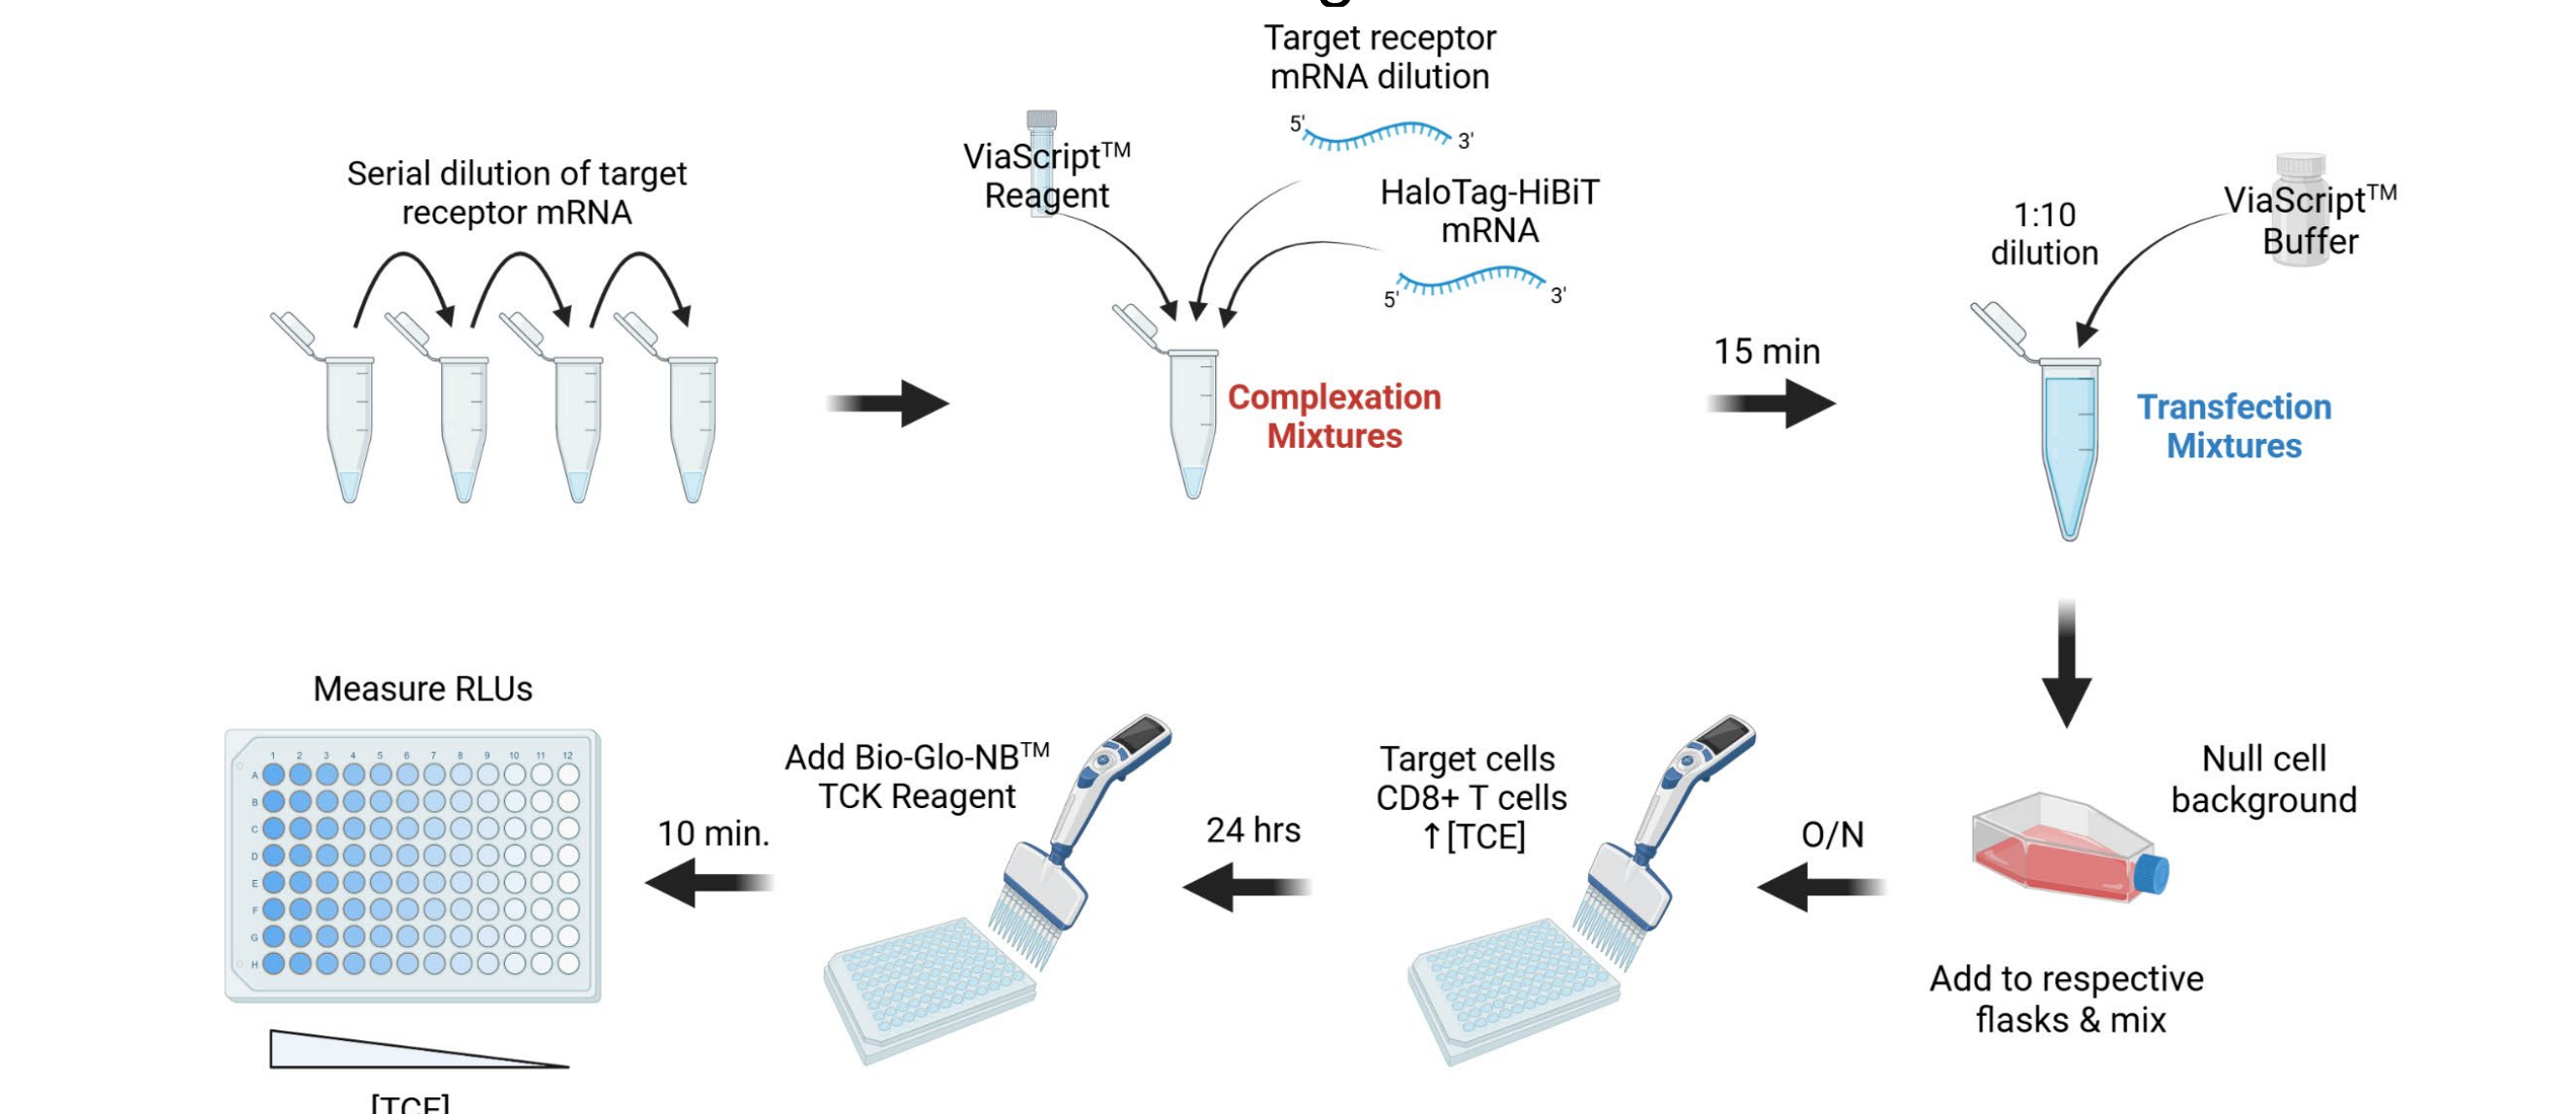 Serial dilution of target
receptor mRNA
ViaScript™
Reagent
Target receptor
mRNA dilution
5'
3'
HaloTag-HiBiT
mRNA
5'
3'
Complexation
Mixtures
15 min
1:10
dilution
ViaScript™
Buffer
Transfection
Mixtures
Null cell
background
Add to respective
flasks & mix
O/N
Target cells
CD8+ T cells
↑[TCE]
24 hrs
Add Bio-Glo-NB™
TCK Reagent
10 min.
Measure RLUs
1 2 3 4 5 6 7 8 9 10 11 12
A
B
C
D
E
F
G
H
[TCE]